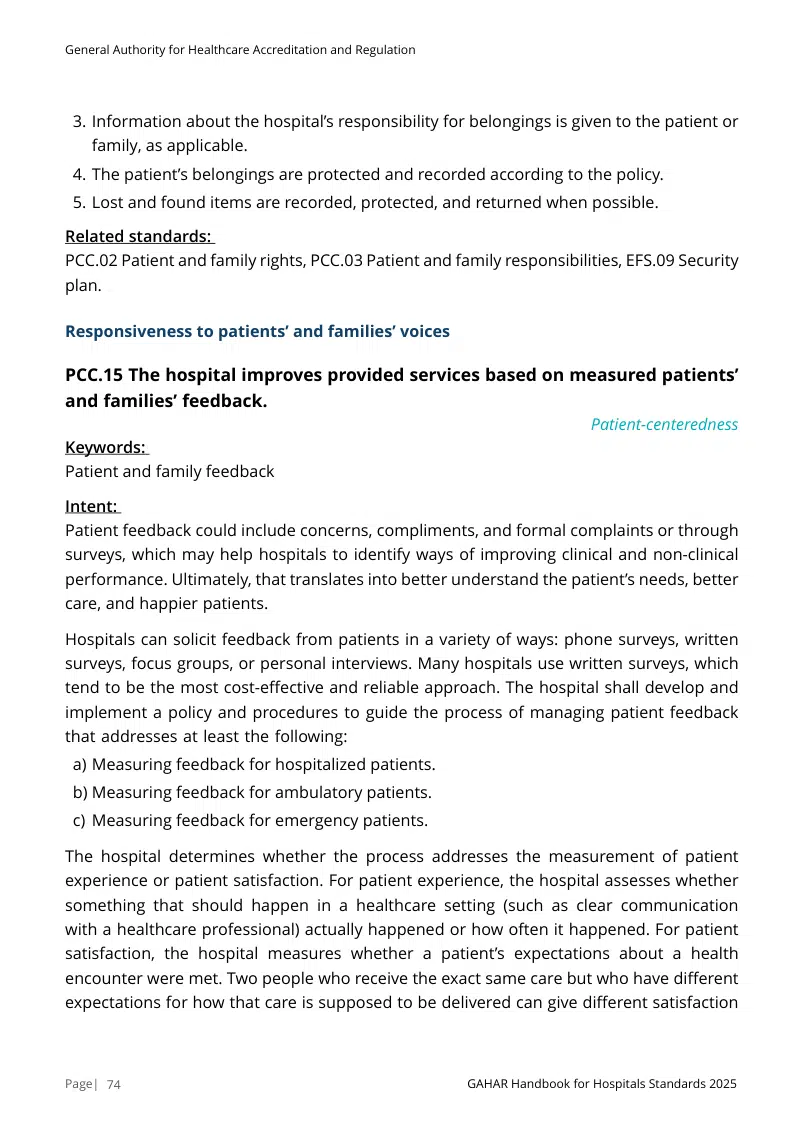 General Authority for Healthcare Accreditation and Regulation
3. Information about the hospital’s responsibility for belongings is given to the patient or
family, as applicable.
4. The patient’s belongings are protected and recorded according to the policy.
5. Lost and found items are recorded, protected, and returned when possible.
Related standards:
PCC.02 Patient and family rights, PCC.03 Patient and family responsibilities, EFS.09 Security
plan.
Responsiveness to patients’ and families’ voices
PCC.15 The hospital improves provided services based on measured patients’
and families’ feedback.
Patient-centeredness
Keywords:
Patient and family feedback
Intent:
Patient feedback could include concerns, compliments, and formal complaints or through
surveys, which may help hospitals to identify ways of improving clinical and non-clinical
performance. Ultimately, that translates into better understand the patient’s needs, better
care, and happier patients.
Hospitals can solicit feedback from patients in a variety of ways: phone surveys, written
surveys, focus groups, or personal interviews. Many hospitals use written surveys, which
tend to be the most cost-effective and reliable approach. The hospital shall develop and
implement a policy and procedures to guide the process of managing patient feedback
that addresses at least the following:
a) Measuring feedback for hospitalized patients.
b) Measuring feedback for ambulatory patients.
c) Measuring feedback for emergency patients.
The hospital determines whether the process addresses the measurement of patient
experience or patient satisfaction. For patient experience, the hospital assesses whether
something that should happen in a healthcare setting (such as clear communication
with a healthcare professional) actually happened or how often it happened. For patient
satisfaction, the hospital measures whether a patient’s expectations about a health
encounter were met. Two people who receive the exact same care but who have different
expectations for how that care is supposed to be delivered can give different satisfaction
Page| 74
GAHAR Handbook for Hospitals Standards 2025